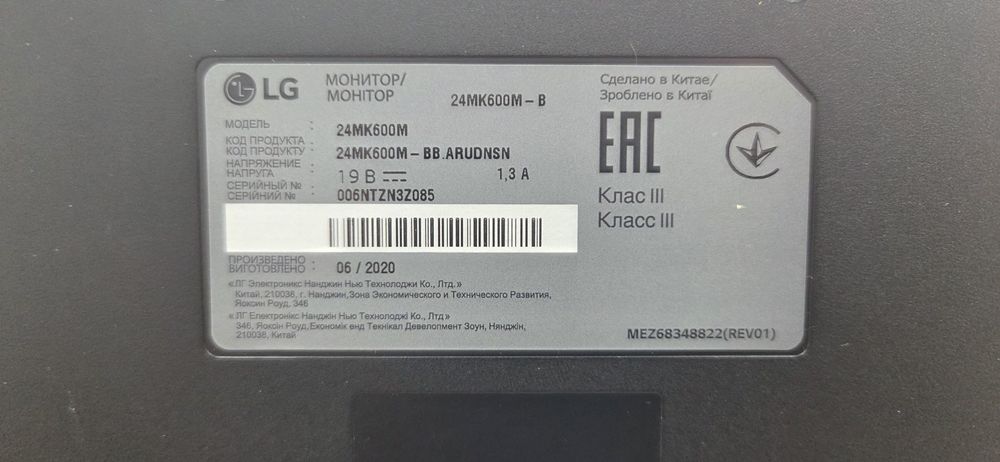 LG
МОНИТОР/
МОНІТОР
24MK600M-B
МОДЕЛЬ : 24MK600M
КОД ПРОДУКТА :
КОД ПРОДУКТУ 24MK600M-BB.ARUDNSN
НАПРЯЖЕНИЕ :
НАПРУГА 19 В 1,3 А
СЕРИЙНЫЙ № :
СЕРІЙНИЙ № 006NTZN3Z085
ПРОИЗВЕДЕНО :
ВИГОТОВЛЕНО 06 / 2020
«ЛГ Электроникс Нанджин Нью Технолоджи Ко., Лтд.»
Китай, 210038, г. Нанджин,Зона Экономического и Технического Развития,
Яоксин Роуд, 346
«ЛГ Електронікс Нанджін Нью Технолоджі Ко., Лтд»
346, Яоксін Роуд,Економік енд Текнікал Девелопмент Зоун, Нянджін,
210038, Китай
Сделано в Китае/
Зроблено в Китаї
EAC
Клас III
Класс III
MEZ68348822(REV01)